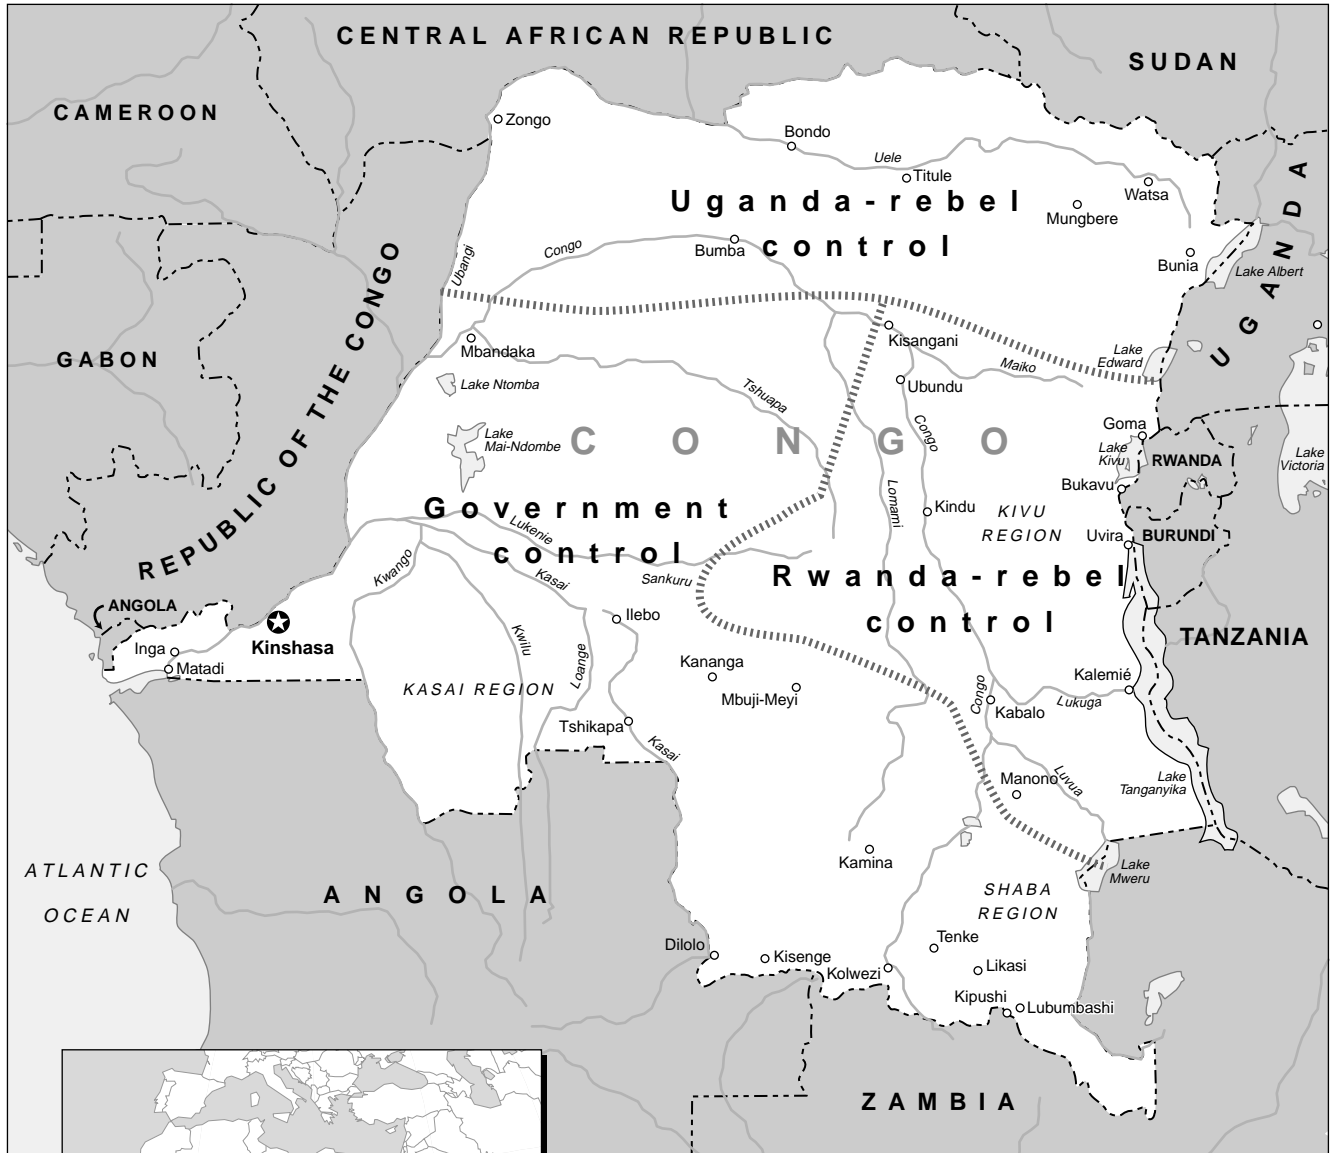 CENTRAL AFRICAN REPUBLIC
SUDAN
CAMEROON
Zongo
Bondo
Uele
Titule
Watsa
Mungbere
Uganda-rebel
control
UGANDA
Congo
Bumba
Ubangi
Bunia
Lake Albert
REPUBLIC OF THE CONGO
GABON
Mbandaka
Kisangani
Maiko
Lake
Edward
Lake Ntomba
Tshuapa
Ubundu
Congo
Goma
Lake
Mai-Ndombe
CONGO
Lake
Kivu
RWANDA
Lake
Victoria
Bukavu
Lomami
Kindu
KIVU
REGION
Government
control
Lukenie
Uvira
BURUNDI
Kwango
Kasai
Sankuru
Rwanda-rebel
control
ANGOLA
Ilebo
Kinshasa
Kwilu
Loange
TANZANIA
Inga
Matadi
Kananga
Mbuji-Meyi
KASAI REGION
Kalemié
Congo
Kabalo
Lukuga
Tshikapa
Kasai
Manono
Luvua
Lake
Tanganyika
Kamina
Lake
Mweru
ATLANTIC
OCEAN
ANGOLA
SHABA
REGION
Dilolo
Kisenge
Tenke
Kolwezi
Likasi
Kipushi
Lubumbashi
ZAMBIA